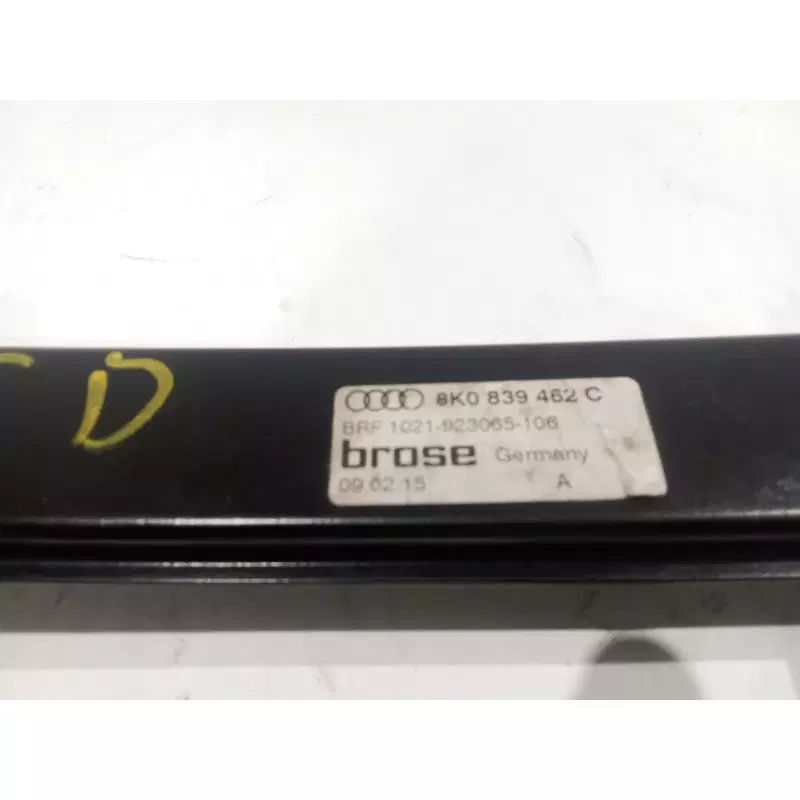 D
8K0 839 462 C
BRF 1021-923065-106
brose Germany
09 02 15 A